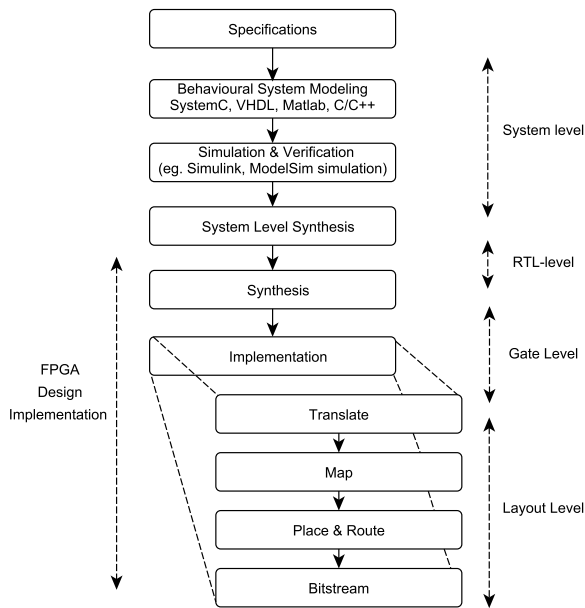 Specifications
Behavioural System Modeling
SystemC, VHDL, Matlab, C/C++
System level
Simulation & Verification
(eg. Simulink, ModelSim simulation)
System Level Synthesis
RTL-level
Synthesis
Implementation
Gate Level
FPGA
Design
Implementation
Translate
Map
Layout Level
Place & Route
Bitstream